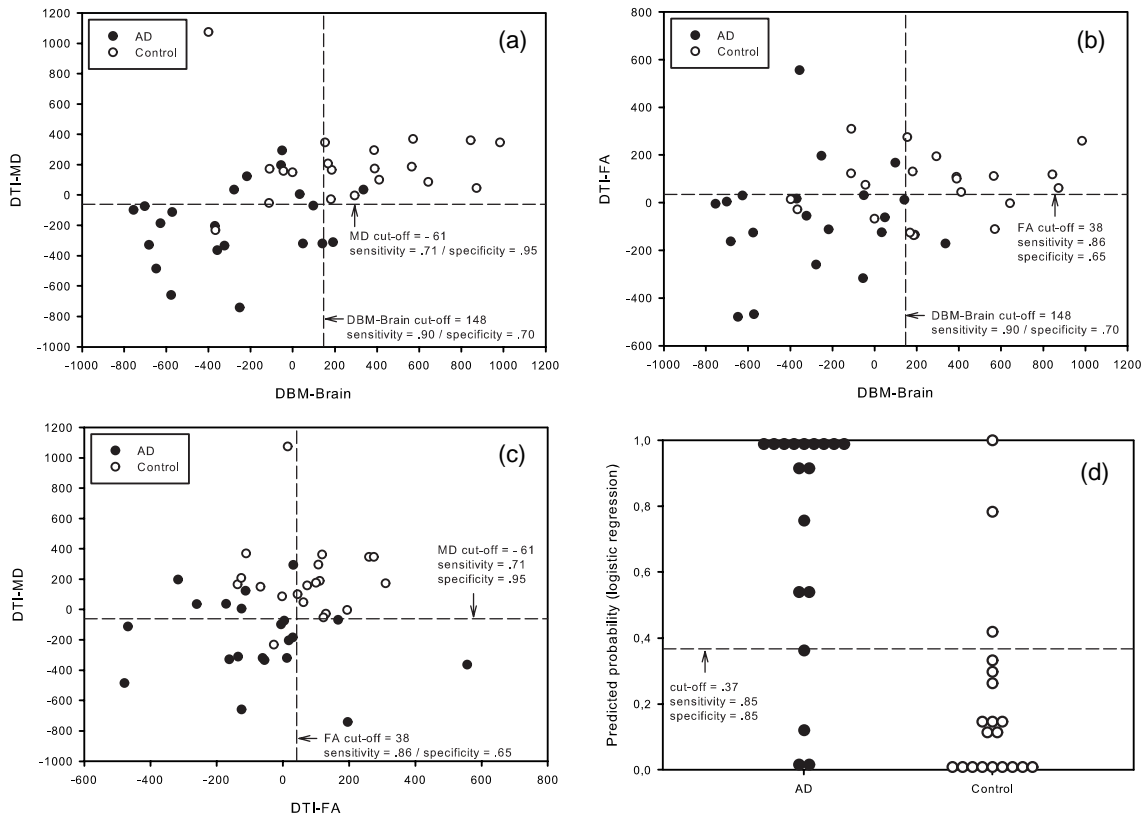 (a)
AD
Control
1200
1000
800
600
400
200
0
-200
-400
-600
-800
-1000
DTI-MD
MD cut-off = - 61
sensitivity = .71 / specificity = .95
DBM-Brain cut-off = 148
sensitivity = .90 / specificity = .70
-1000 -800 -600 -400 -200 0 200 400 600 800 1000 1200
DBM-Brain
(b)
AD
Control
800
600
400
200
0
-200
-400
-600
DTI-FA
FA cut-off = 38
sensitivity = .86
specificity = .65
DBM-Brain cut-off = 148
sensitivity = .90 / specificity = .70
-1000 -800 -600 -400 -200 0 200 400 600 800 1000 1200
DBM-Brain
(c)
AD
Control
1200
1000
800
600
400
200
0
-200
-400
-600
-800
-1000
DTI-MD
MD cut-off = - 61
sensitivity = .71
specificity = .95
FA cut-off = 38
sensitivity = .86 / specificity = .65
-600 -400 -200 0 200 400 600 800
DTI-FA
(d)
1,0
0,8
0,6
0,4
0,2
0,0
Predicted probability (logistic regression)
cut-off = .37
sensitivity = .85
specificity = .85
AD Control